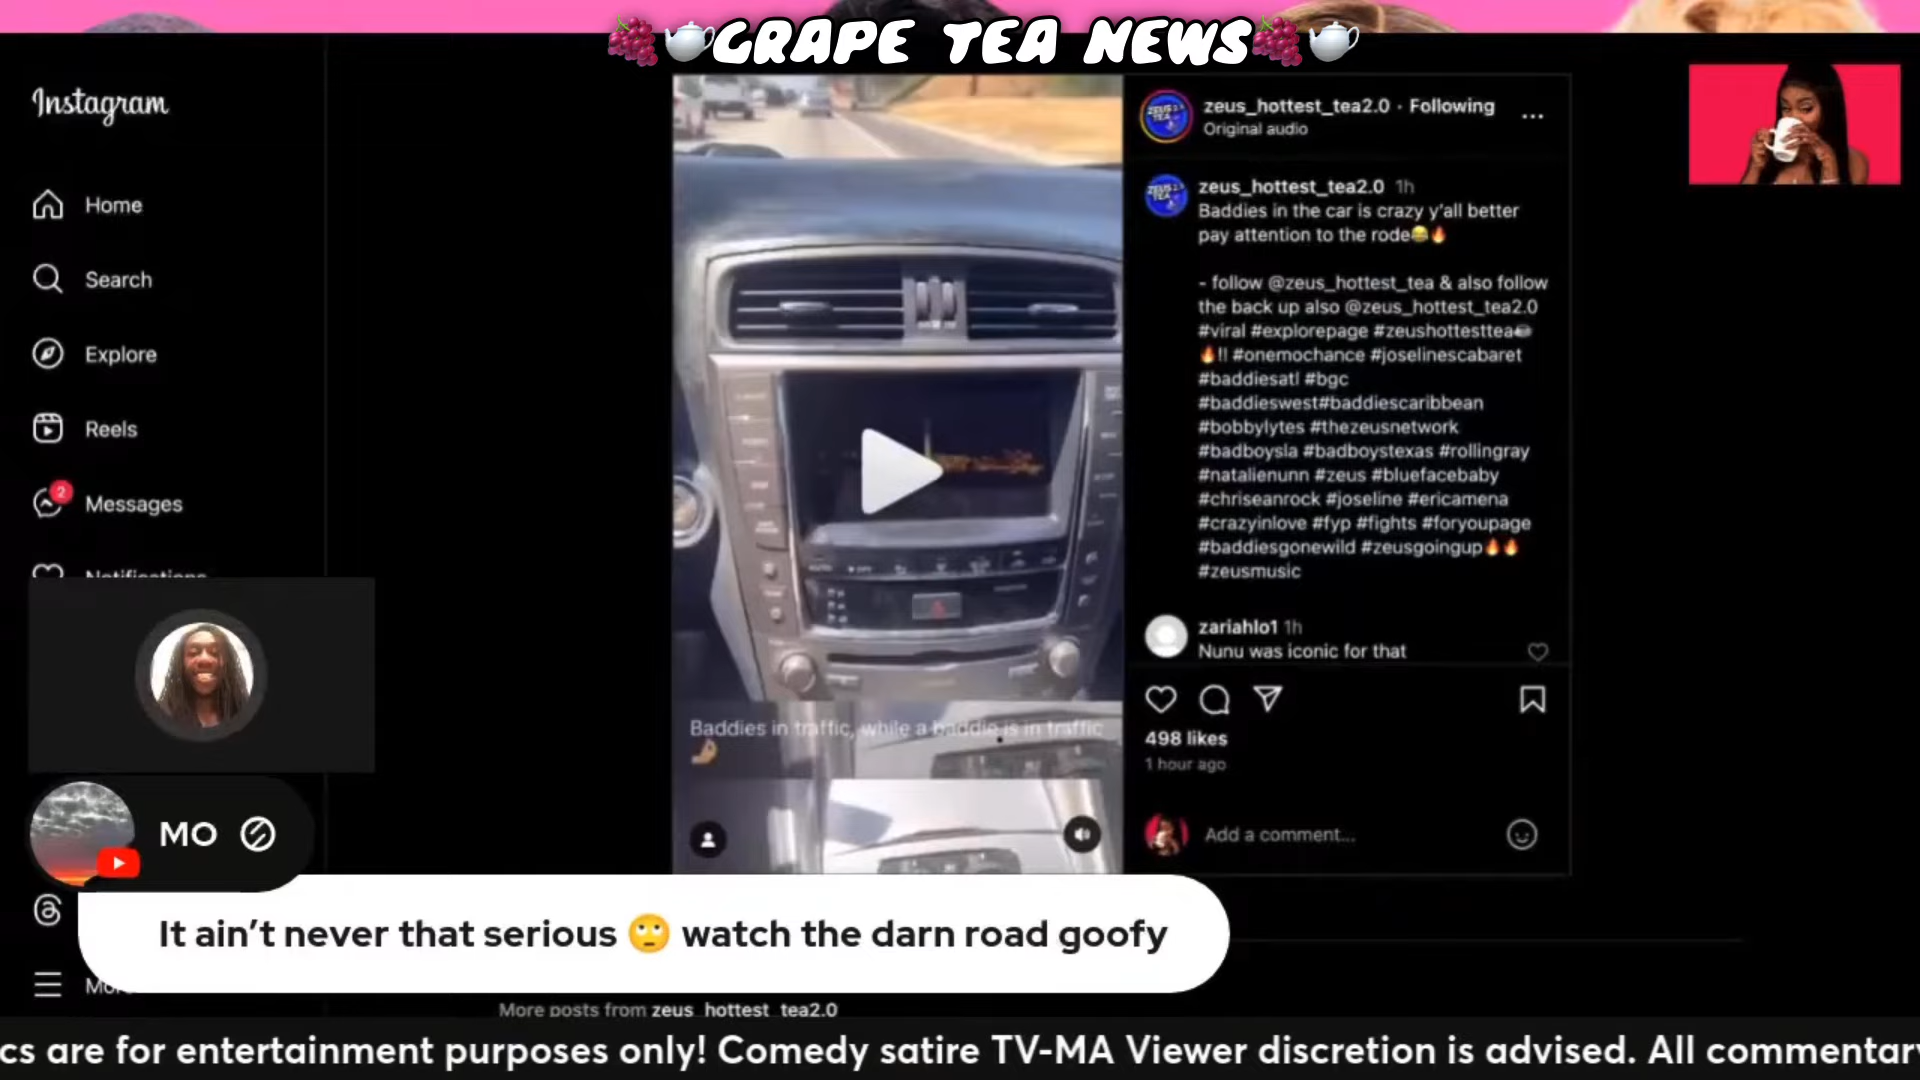 🍇🫖GRAPE TEA NEWS🍇🫖
Instagram
Home
Search
Explore
Reels
2
Messages
Notifications
zeus_hottest_tea2.0 · Following
Original audio
zeus_hottest_tea2.0 1h
Baddies in the car is crazy y'all better
pay attention to the rode😂🔥
- follow @zeus_hottest_tea & also follow
the back up also @zeus_hottest_tea2.0
#viral #explorepage #zeushottesttea
🔥!! #onemochance #joselinescabaret
#baddiesatl #bgc
#baddieswest#baddiescaribbean
#bobbylytes #thezeusnetwork
#badboysla #badboystexas #rollingray
#natalienunn #zeus #bluefacebaby
#chriseanrock #joseline #ericamena
#crazyinlove #fyp #fights #foryoupage
#baddiesgonewild #zeusgoingup🔥🔥
#zeusmusic
zariahlo1 1h
Nunu was iconic for that
498 likes
1 hour ago
Add a comment...
Baddies in traffic, while a baddie is in traffic
MO
It ain't never that serious 🙄 watch the darn road goofy
More posts from zeus_hottest_tea2.0
cs are for entertainment purposes only! Comedy satire TV-MA Viewer discretion is advised. All commentary